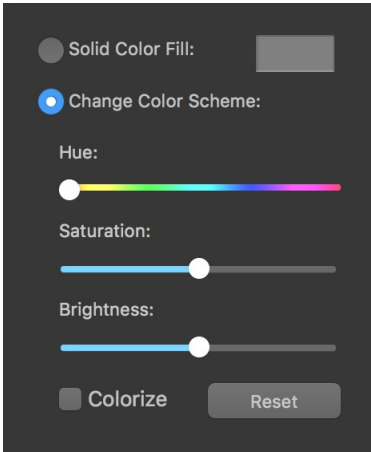 Solid Color Fill:
Change Color Scheme:
Hue:
Saturation:
Brightness:
Colorize
Reset